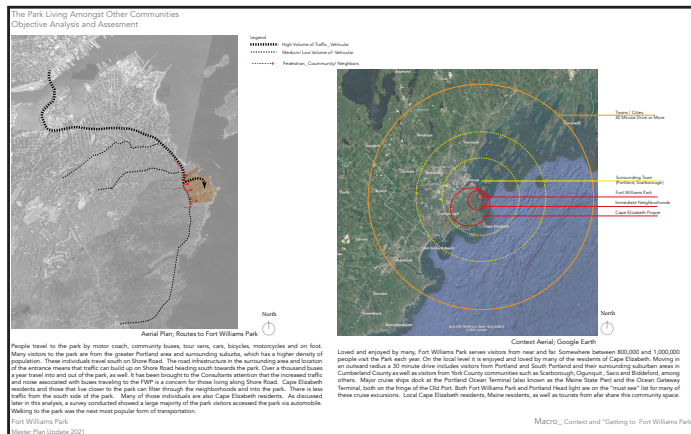 The Park Living Amongst Other Communities
Objective Analysis and Assesment
Legend
High Volume of Traffic_ Vehicular
Medium/ Low Volume of- Vehicular
Pedestrian_ Coummunity/ Neighbors
North
Aerial Plan; Routes to Fort Williams Park
People travel to the park by motor coach, community buses, tour vans, cars, bicycles, motorcycles and on foot.
Many visitors to the park are from the greater Portland area and surrounding suburbs, which has a higher density of
population. These individuals travel south on Shore Road. The road infrastructure in the surrounding area and location
of the entrance means that traffic can build up on Shore Road heading south towards the park. Over a thousand buses
a year travel into and out of the park, as well. It has been brought to the Consultants attention that the increased traffic
and noise associated with buses traveling to the FWP is a concern for those living along Shore Road. Cape Elizabeth
residents and those that live closer to the park can filter through the neighborhoods and into the park. There is less
traffic from the south side of the park. Many of those individuals are also Cape Elizabeth residents. As discussed
later in this analysis, a survey conducted showed a large majority of the park visitors accessed the park via automobile.
Walking to the park was the next most popular form of transportation.
Towns / Cities
30 Minute Drive or More
Surrounding Town
(Portland, Scarborough)
Fort Williams Park
Immediate Neighborhoods
Cape Elizabeth Proper
Scarborough
Cape Elizabeth
Old Orchard Beach
North
Context Aerial; Google Earth
Loved and enjoyed by many, Fort Williams Park serves visitors from near and far. Somewhere between 800,000 and 1,000,000
people visit the Park each year. On the local level it is enjoyed and loved by many of the residents of Cape Elizabeth. Moving in
an outward radius a 30 minute drive includes visitors from Portland and South Portland and their surrounding suburban areas in
Cumberland County as well as visitors from York County communities such as Scarborough, Ogunquit, Saco and Biddeford, among
others. Major cruise ships dock at the Portland Ocean Terminal (also known as the Maine State Pier) and the Ocean Gateway
Terminal, both on the fringe of the Old Port. Both Fort Williams Park and Portland Head light are on the "must see" list for many of
these cruise excursions. Local Cape Elizabeth residents, Maine residents, as well as tourists from afar share this community space.
Fort Williams Park
Master Plan Update 2021
Macro_ Context and "Getting to Fort Williams Park